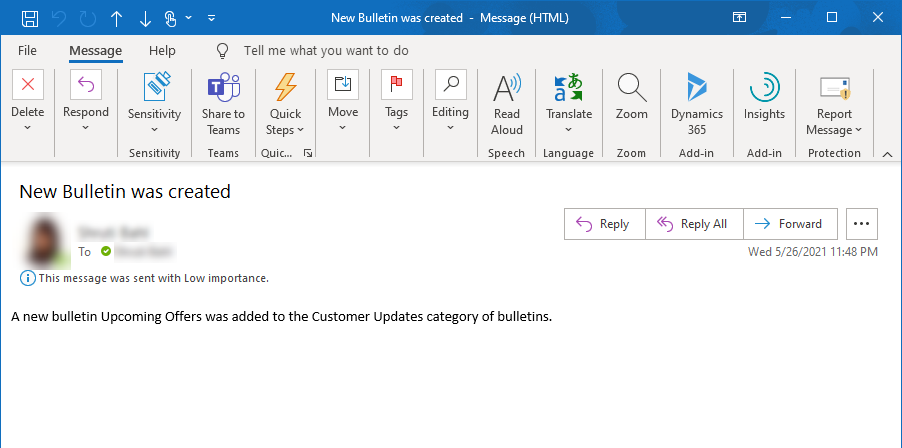 New Bulletin was created - Message (HTML)
File Message Help Tell me what you want to do
Delete
Respond
Sensitivity
Share to
Teams
Quick
Steps
Move
Tags
Editing
Read
Aloud
Translate
Zoom
Dynamics
365
Insights
Report
Message
Sensitivity Teams Quic... Speech Language Zoom Add-in Add-in Protection
New Bulletin was created
Reply Reply All Forward
To
Wed 5/26/2021 11:48 PM
This message was sent with Low importance.
A new bulletin Upcoming Offers was added to the Customer Updates category of bulletins.